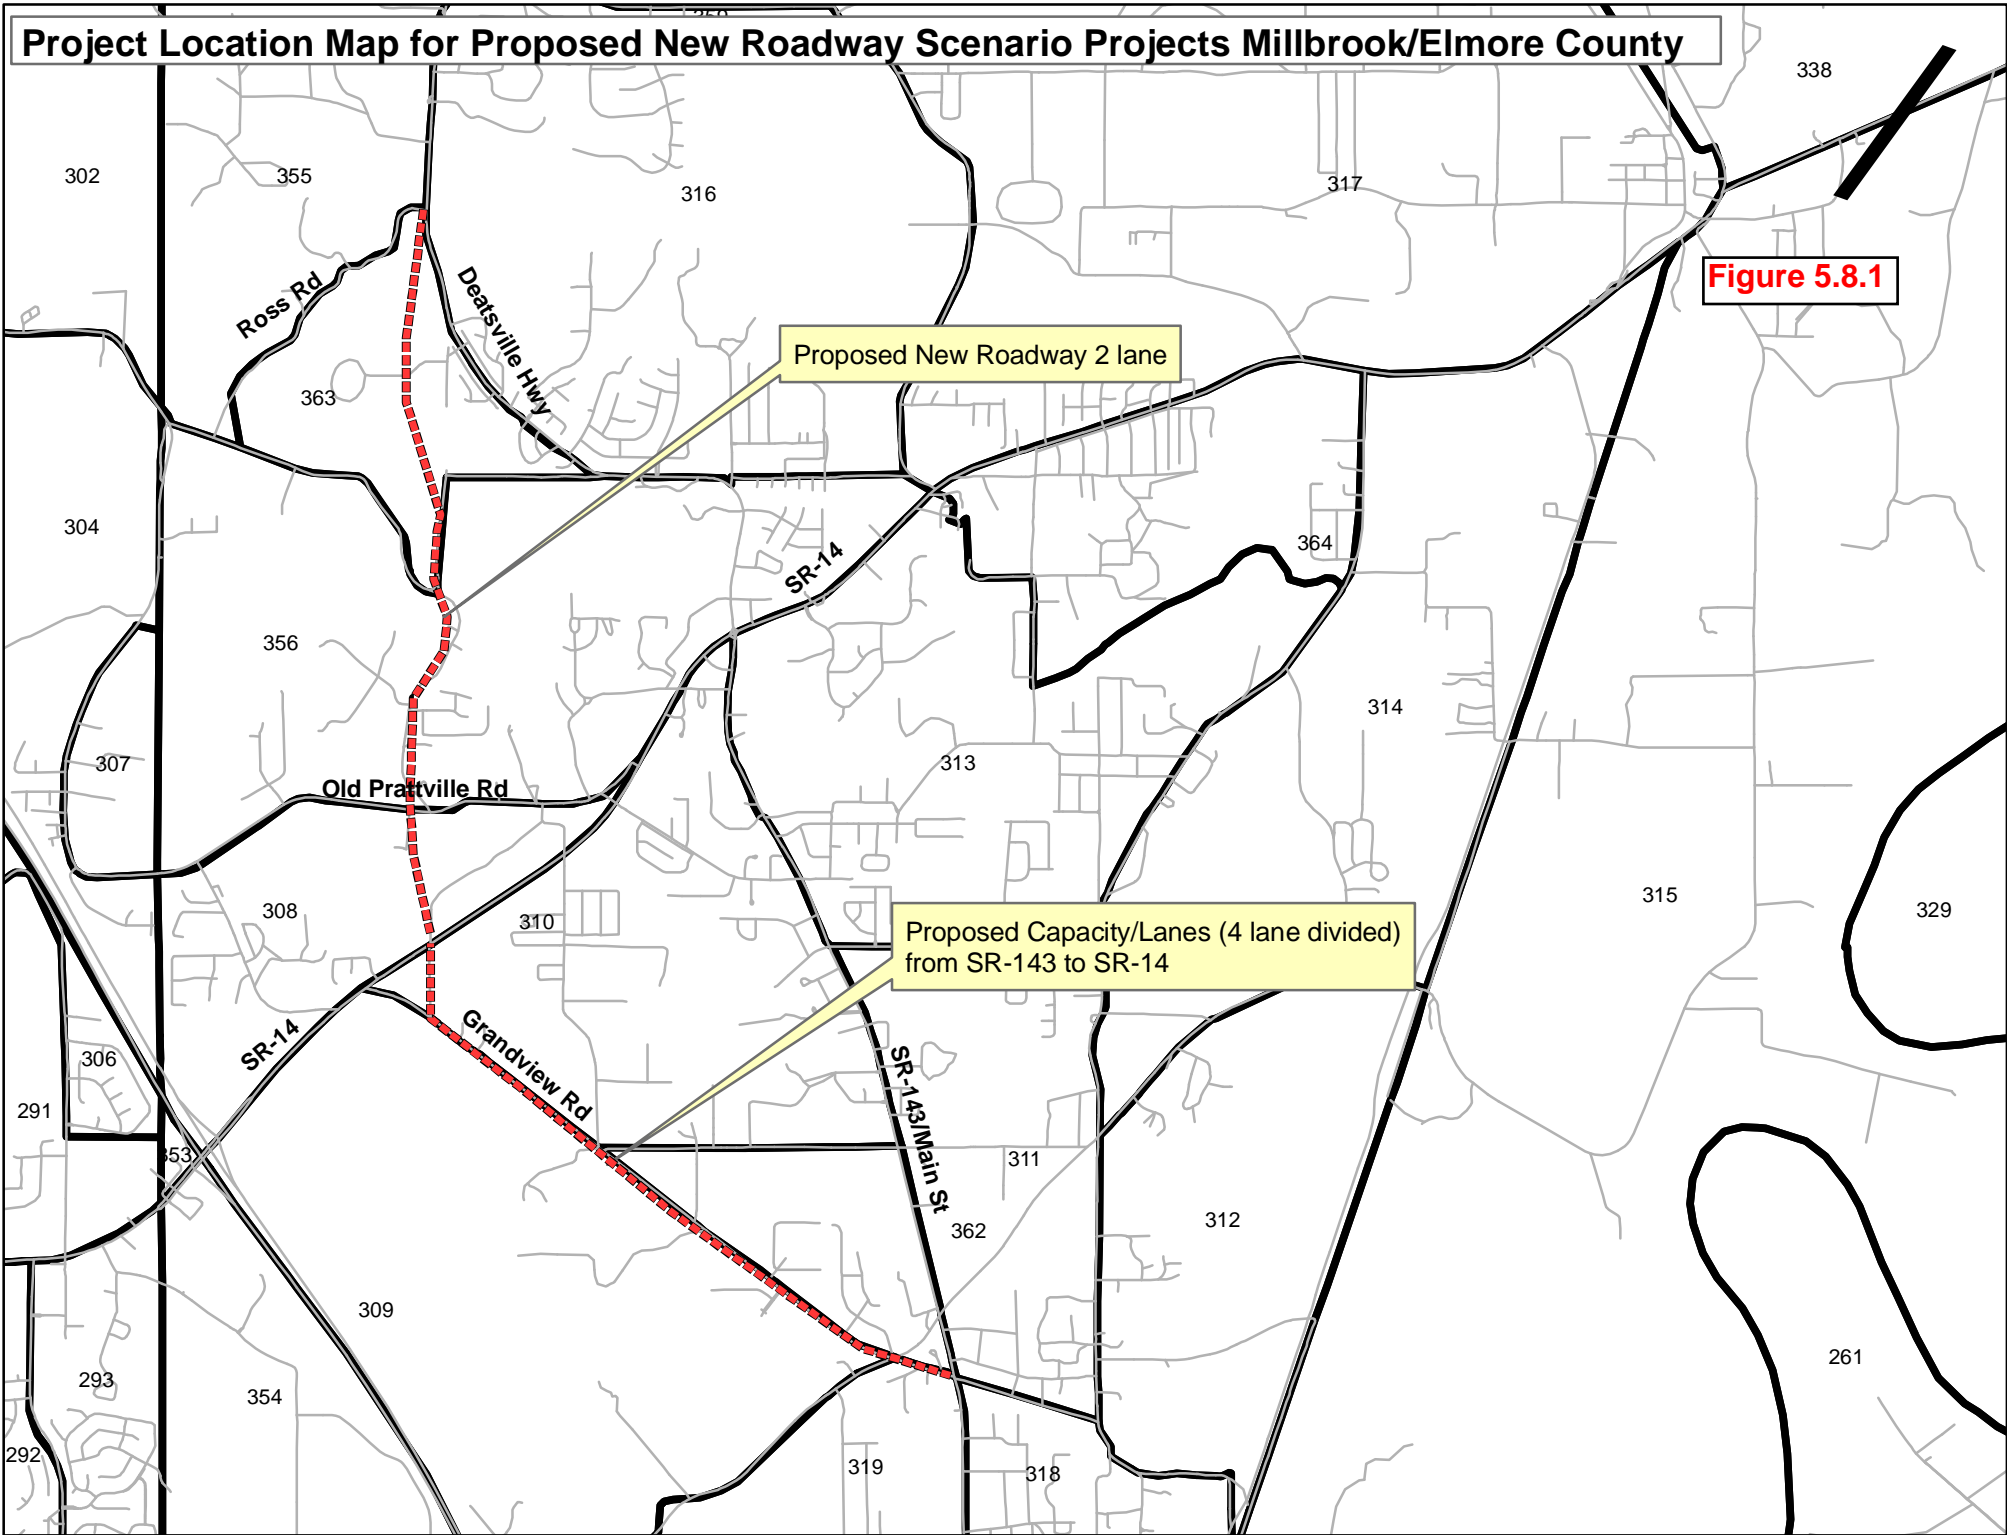 Project Location Map for Proposed New Roadway Scenario Projects Millbrook/Elmore County
338
302
355
316
317
Figure 5.8.1
Ross Rd
Deatsville Hwy
Proposed New Roadway 2 lane
363
304
SR-14
364
356
314
307
313
Old Prattville Rd
308
310
315
329
Proposed Capacity/Lanes (4 lane divided)
from SR-143 to SR-14
SR-14
Grandview Rd
306
SR-143/Main St
291
353
311
362
312
309
261
293
354
292
319
318